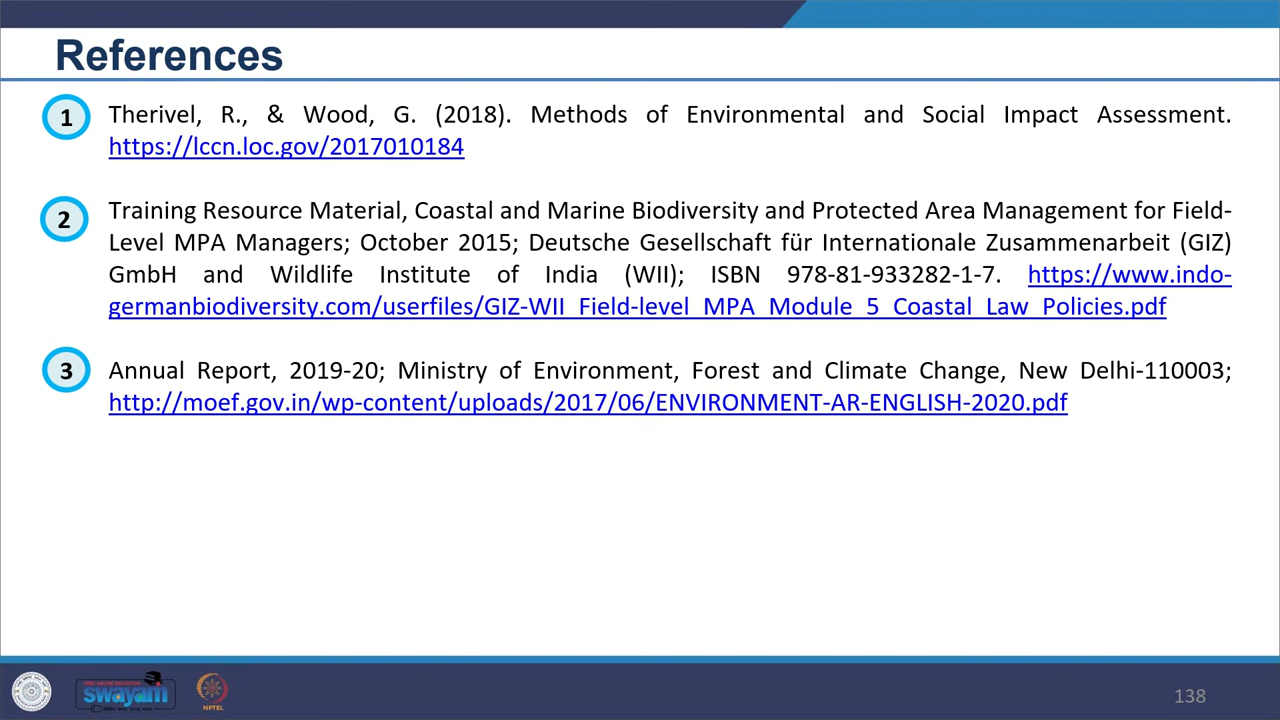 References
1
Therivel, R., & Wood, G. (2018). Methods of Environmental and Social Impact Assessment.
https://lccn.loc.gov/2017010184
2
Training Resource Material, Coastal and Marine Biodiversity and Protected Area Management for Field-
Level MPA Managers; October 2015; Deutsche Gesellschaft für Internationale Zusammenarbeit (GIZ)
GmbH and Wildlife Institute of India (WII); ISBN 978-81-933282-1-7. https://www.indo-
germanbiodiversity.com/userfiles/GIZ-WII_Field-level_MPA_Module_5_Coastal_Law_Policies.pdf
3
Annual Report, 2019-20; Ministry of Environment, Forest and Climate Change, New Delhi-110003;
http://moef.gov.in/wp-content/uploads/2017/06/ENVIRONMENT-AR-ENGLISH-2020.pdf
swayam
NPTEL
138